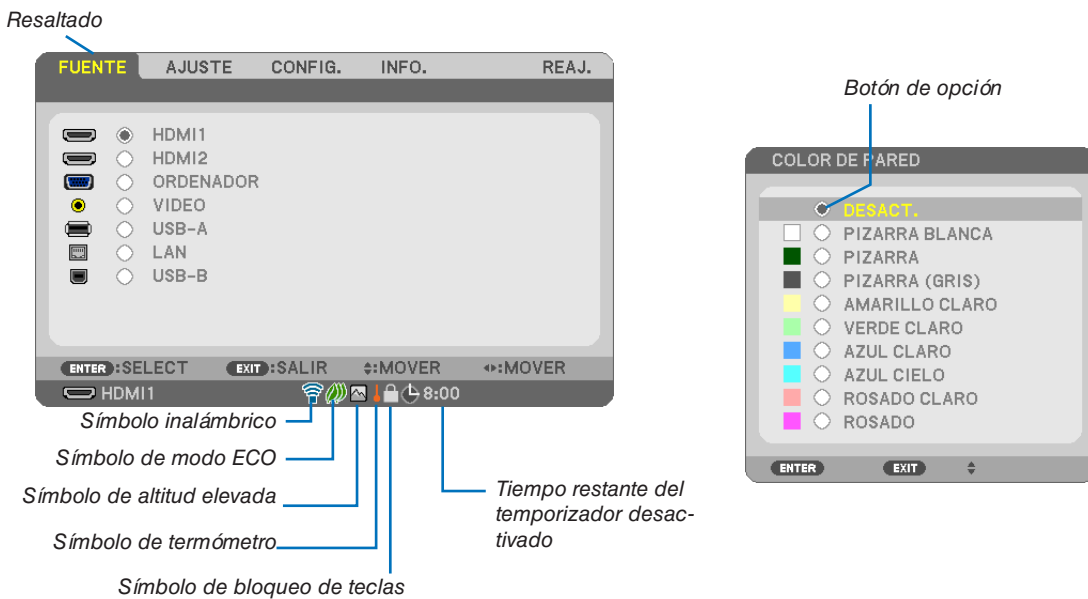 Resaltado
FUENTE AJUSTE CONFIG. INFO. REAJ.
HDMI1
HDMI2
ORDENADOR
VIDEO
USB-A
LAN
USB-B
ENTER :SELECT EXIT :SALIR :MOVER :MOVER
HDMI1 8:00
Símbolo inalámbrico
Símbolo de modo ECO
Símbolo de altitud elevada
Símbolo de termómetro
Símbolo de bloqueo de teclas
Tiempo restante del
temporizador desac-
tivado
Botón de opción
COLOR DE PARED
DESACT.
PIZARRA BLANCA
PIZARRA
PIZARRA (GRIS)
AMARILLO CLARO
VERDE CLARO
AZUL CLARO
AZUL CIELO
ROSADO CLARO
ROSADO
ENTER EXIT